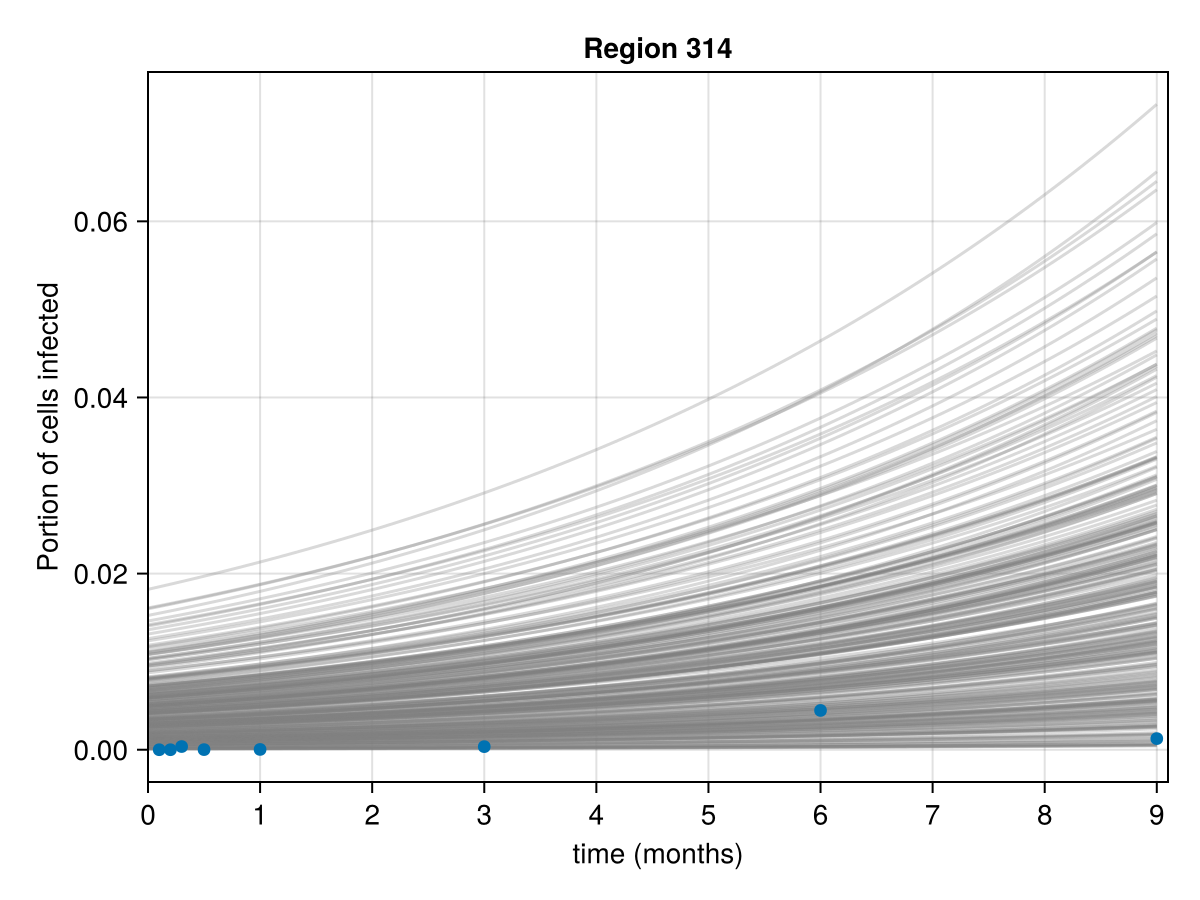 Region 314
Portion of cells infected
0.06
0.04
0.02
0.00
0 1 2 3 4 5 6 7 8 9
time (months)